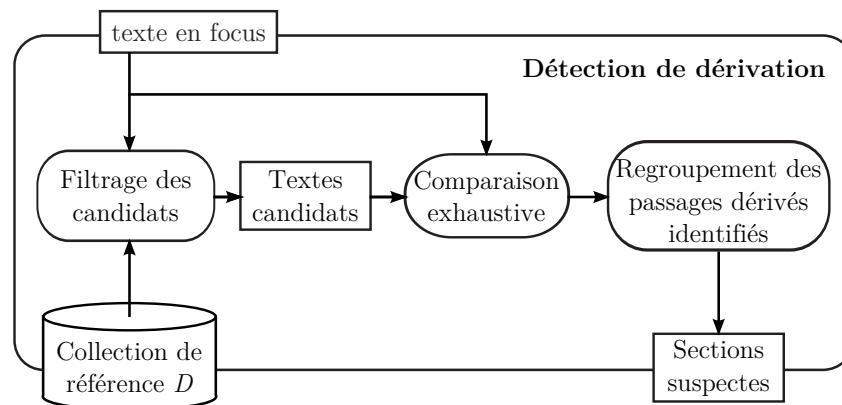 texte en focus
Détection de dérivation
Filtrage des
candidats
Textes
candidats
Comparaison
exhaustive
Regroupement des
passages dérivés
identifiés
Collection de
référence D
Sections
suspectes